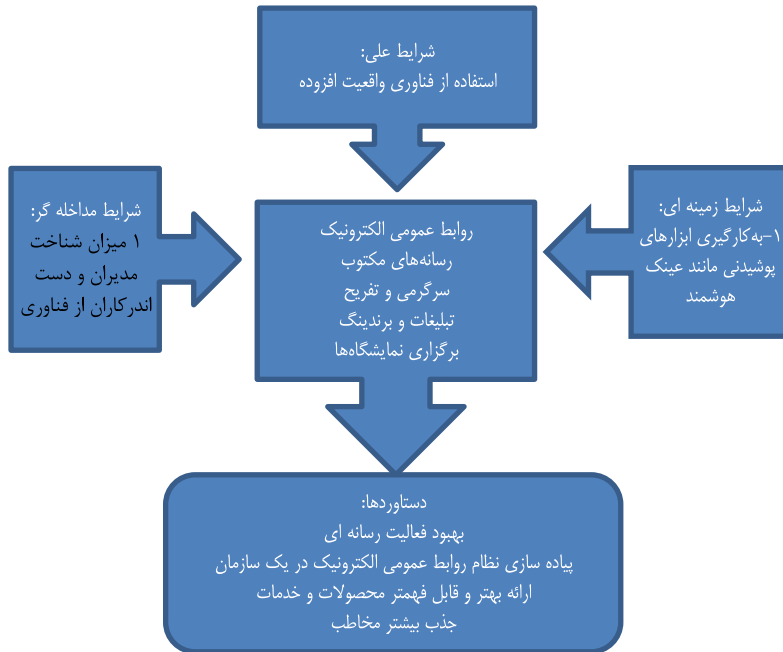 شرایط علی:
استفاده از فناوری واقعیت افزوده
شرایط زمینه ای:
۱-به‌کارگیری ابزارهای
پوشیدنی مانند عینک
هوشمند
روابط عمومی الکترونیک
رسانه‌های مکتوب
سرگرمی و تفریح
تبلیغات و برندینگ
برگزاری نمایشگاه‌ها
شرایط مداخله گر:
۱ میزان شناخت
مدیران و دست
اندرکاران از فناوری
دستاوردها:
بهبود فعالیت رسانه ای
پیاده سازی نظام روابط عمومی الکترونیک در یک سازمان
ارائه بهتر و قابل فهمتر محصولات و خدمات
جذب بیشتر مخاطب